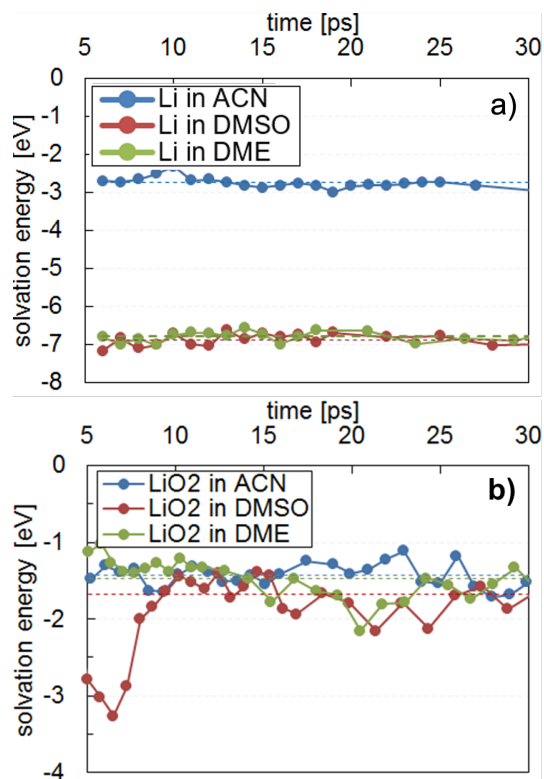 time [ps]
5 10 15 20 25 30
0
-1
-2
-3
-4
-5
-6
-7
-8
solvation energy [eV]
Li in ACN
Li in DMSO
Li in DME
a)
time [ps]
5 10 15 20 25 30
0
-1
-2
-3
-4
solvation energy [eV]
LiO2 in ACN
LiO2 in DMSO
LiO2 in DME
b)